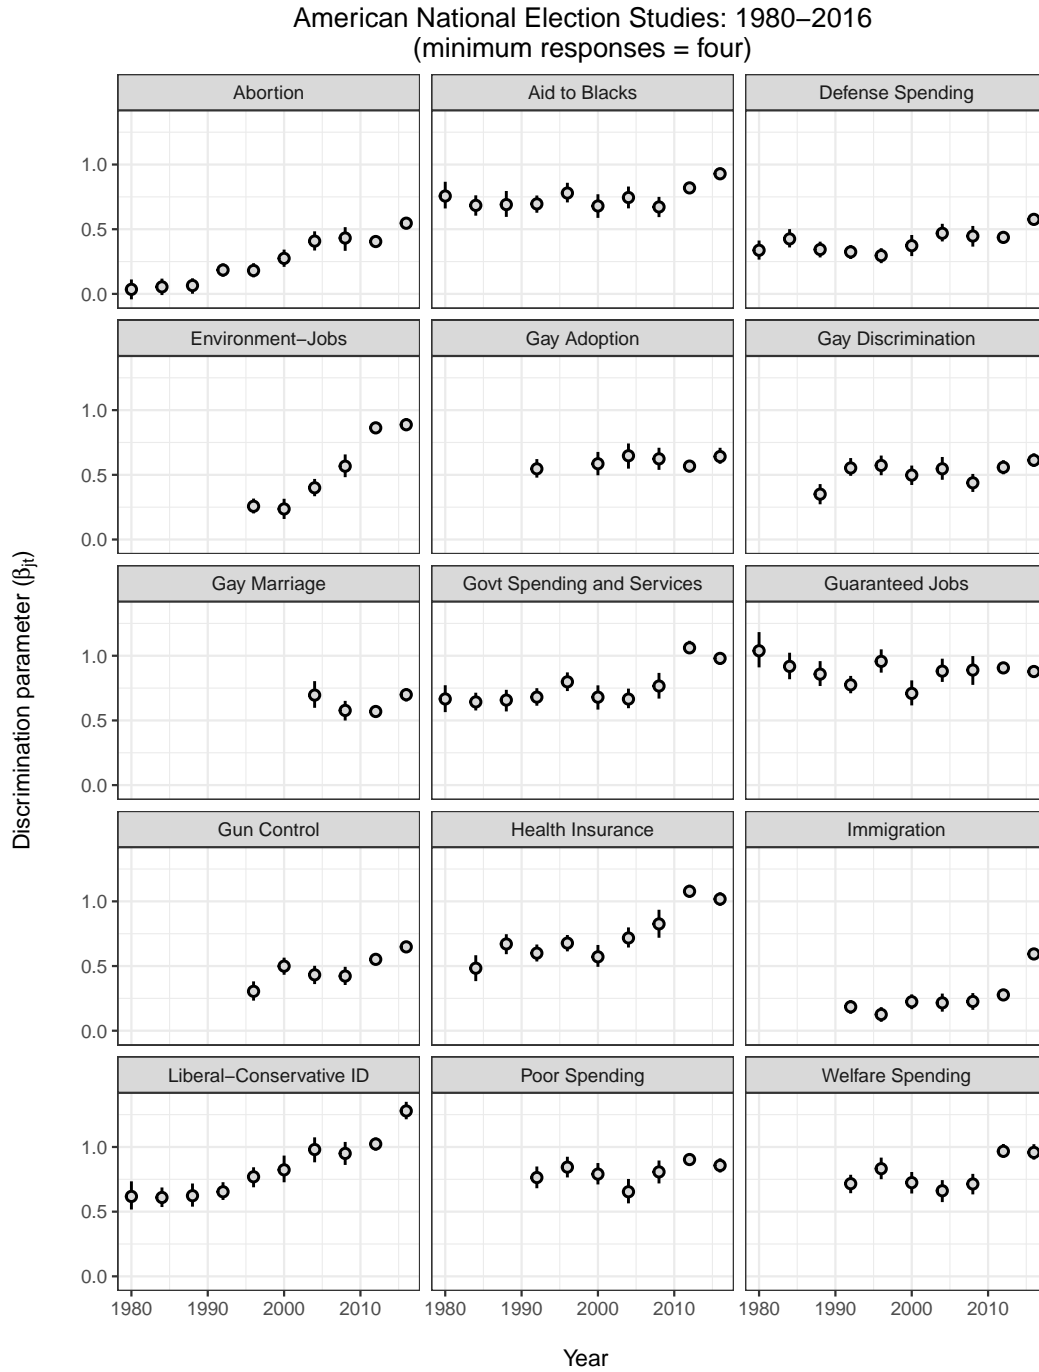 American National Election Studies: 1980−2016
(minimum responses = four)
Abortion
Aid to Blacks
Defense Spending
1.0
0.5
0.0
Environment−Jobs
Gay Adoption
Gay Discrimination
1.0
0.5
0.0
Gay Marriage
Govt Spending and Services
Guaranteed Jobs
1.0
0.5
0.0
Gun Control
Health Insurance
Immigration
1.0
0.5
0.0
Liberal−Conservative ID
Poor Spending
Welfare Spending
1.0
0.5
0.0
1980 1990 2000 2010 1980 1990 2000 2010 1980 1990 2000 2010
Year
Discrimination parameter (βjt)